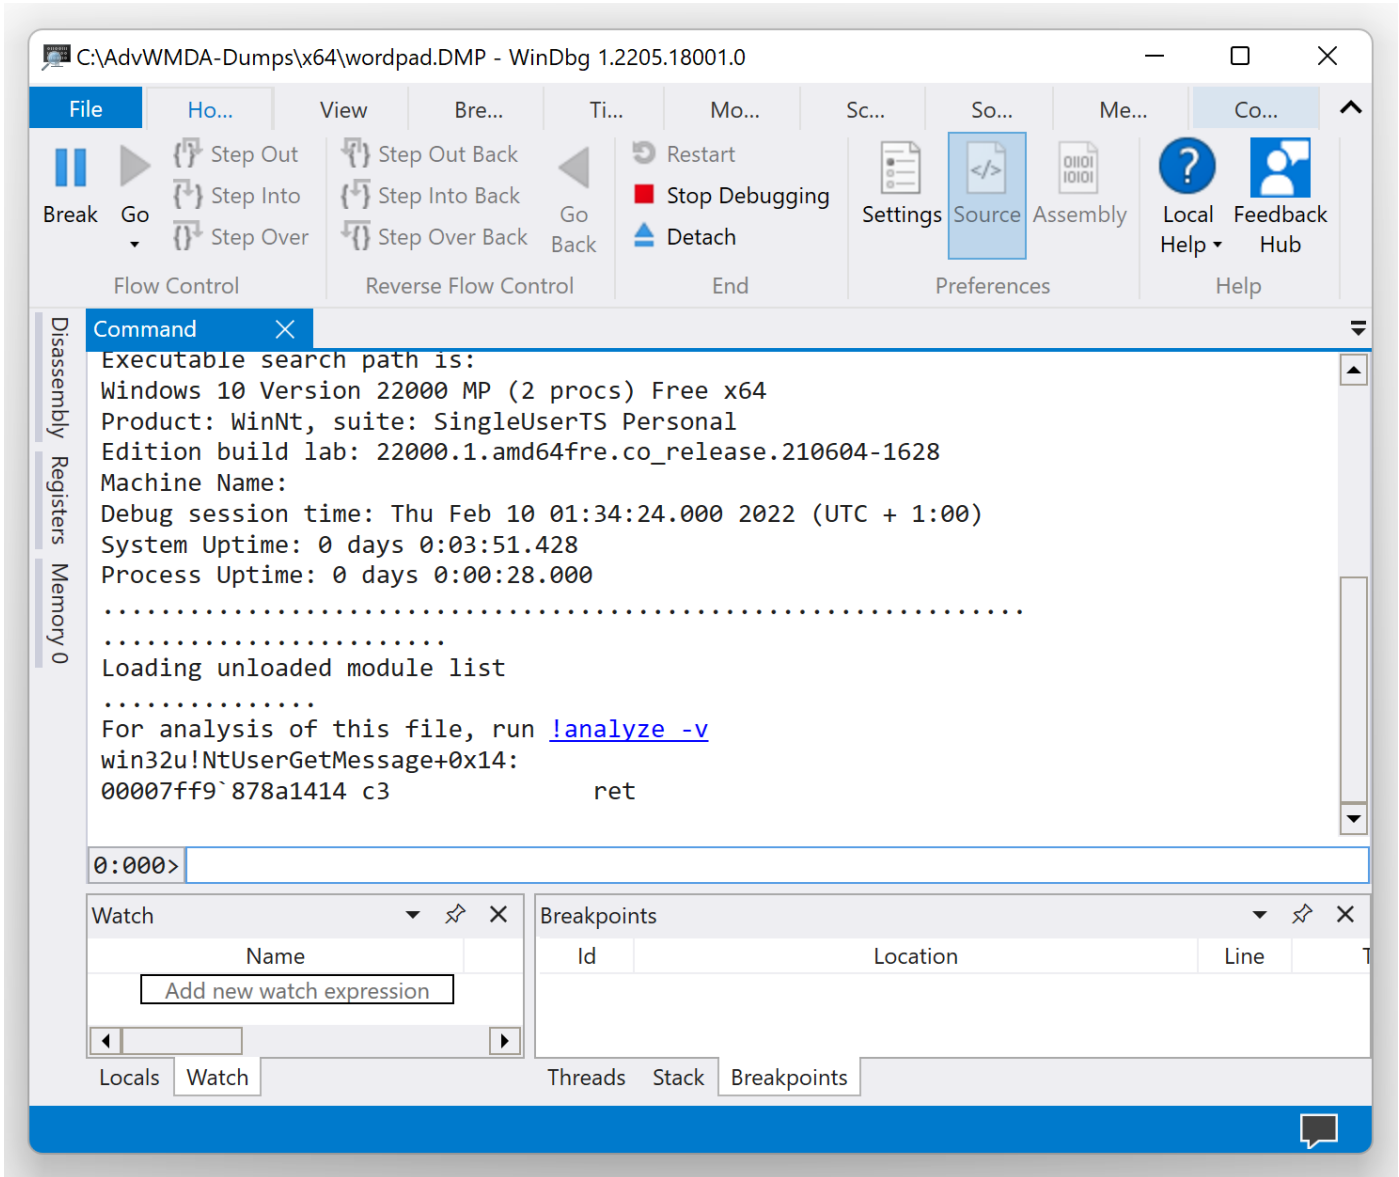 C:\AdvWMDA-Dumps\x64\wordpad.DMP - WinDbg 1.2205.18001.0
File Ho... View Bre... Ti... Mo... Sc... So... Me... Co...
Break
Go
Step Out
Step Into
Step Over
Flow Control
Step Out Back
Step Into Back
Step Over Back
Go
Back
Reverse Flow Control
Restart
Stop Debugging
Detach
End
Settings
Source
Assembly
Preferences
Local
Help
Feedback
Hub
Help
Disassembly
Registers
Memory 0
Command
Executable search path is:
Windows 10 Version 22000 MP (2 procs) Free x64
Product: WinNt, suite: SingleUserTS Personal
Edition build lab: 22000.1.amd64fre.co_release.210604-1628
Machine Name:
Debug session time: Thu Feb 10 01:34:24.000 2022 (UTC + 1:00)
System Uptime: 0 days 0:03:51.428
Process Uptime: 0 days 0:00:28.000
................................................................
........................
Loading unloaded module list
...............
For analysis of this file, run !analyze -v
win32u!NtUserGetMessage+0x14:
00007ff9`878a1414 c3              ret
0:000>
Watch
Name
Add new watch expression
Locals Watch
Breakpoints
Id Location Line T
Threads Stack Breakpoints